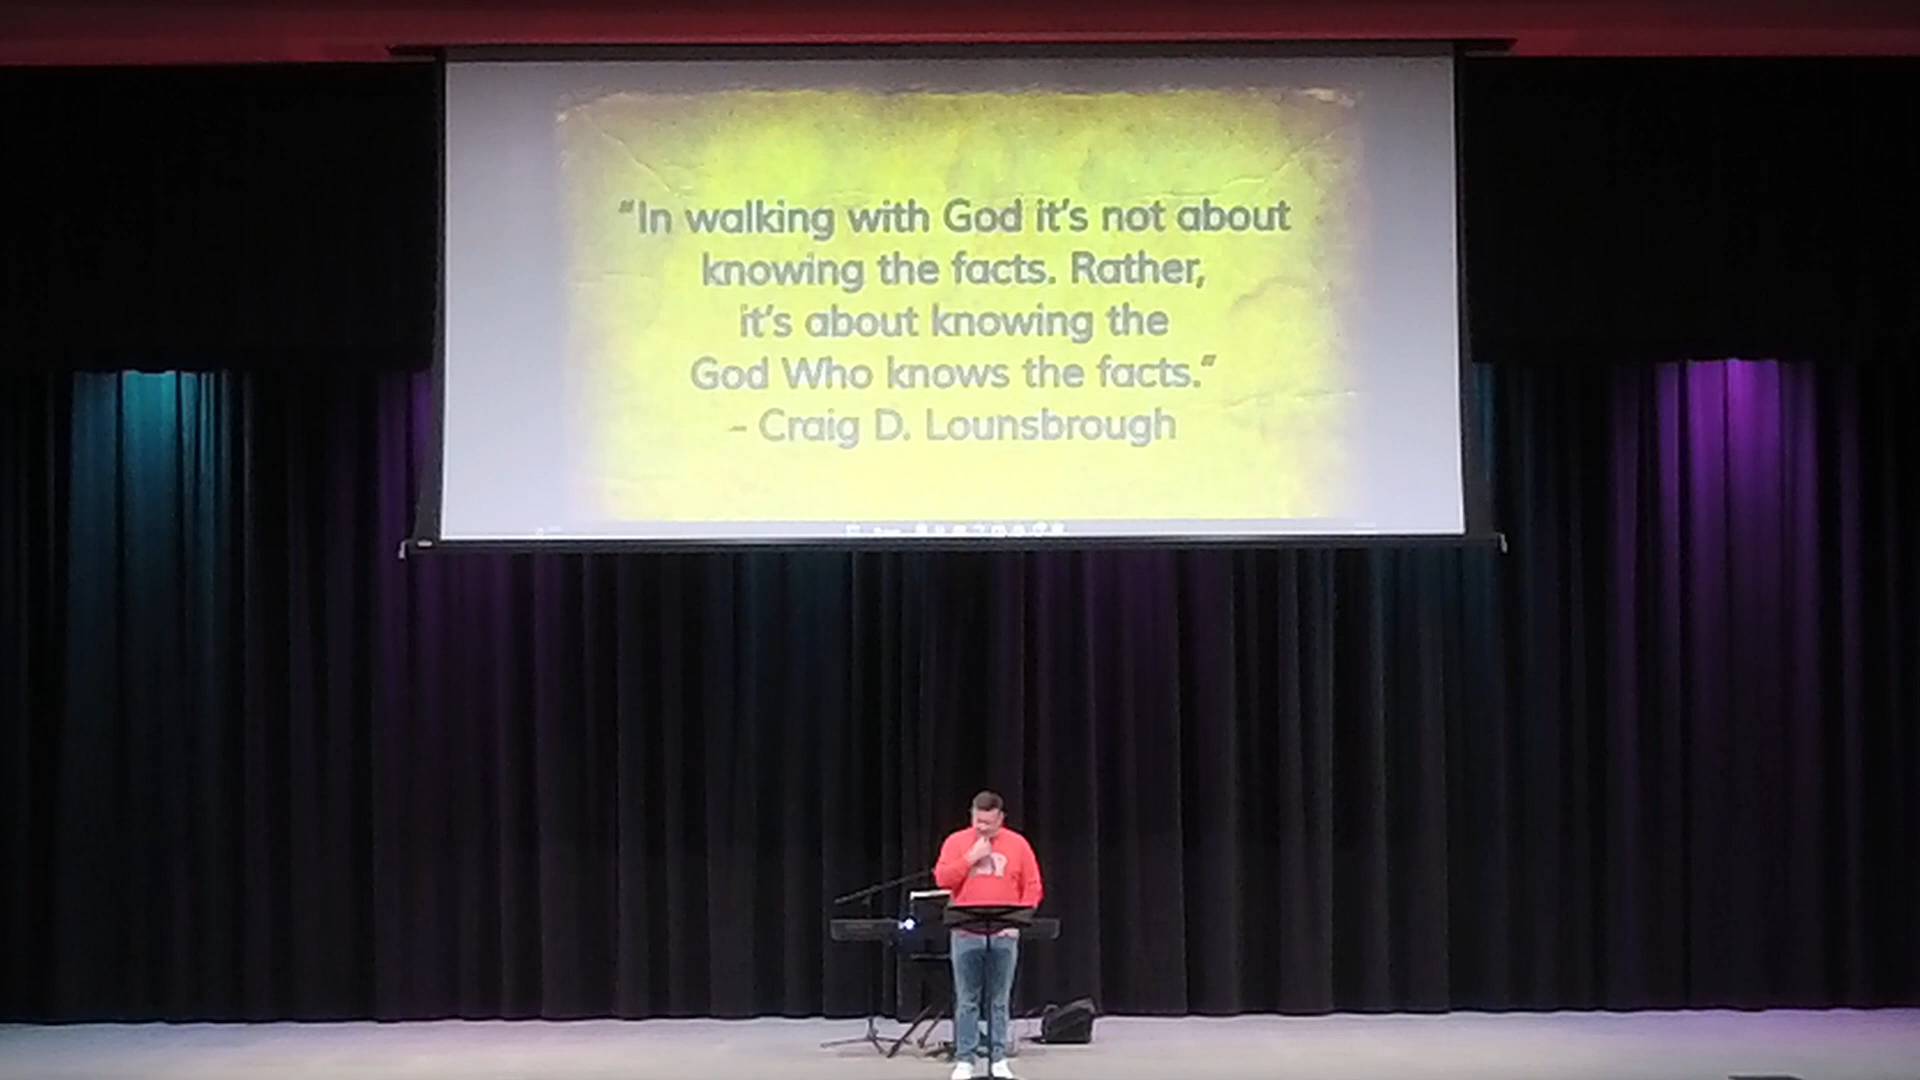 “In walking with God it's not about
knowing the facts. Rather,
it's about knowing the
God Who knows the facts.”
- Craig D. Lounsbrough